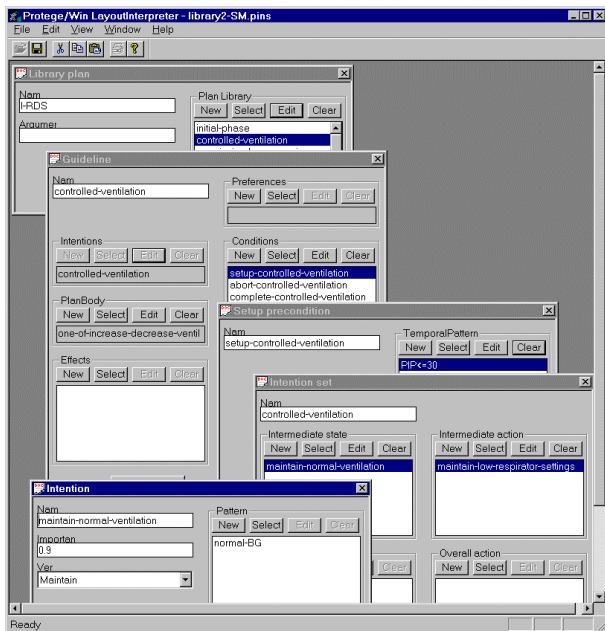 Protege/Win LayoutInterpreter - library2-SM.pins
File Edit View Window Help
Library plan
Nam
I-RDS
Argumer
Plan Library
New Select Edit Clear
initial-phase
controlled-ventilation
Guideline
Nam
controlled-ventilation
Preferences
New Select Edit Clear
Intentions
New Select Edit Clear
controlled-ventilation
Conditions
New Select Edit Clear
setup-controlled-ventilation
abort-controlled-ventilation
complete-controlled-ventilation
PlanBody
New Select Edit Clear
one-of-increase-decrease-ventil
Effects
New Select Edit Clear
Setup precondition
Nam
setup-controlled-ventilation
TemporalPattern
New Select Edit Clear
PIP<=30
Intention set
Nam
controlled-ventilation
Intermediate state
New Select Edit Clear
maintain-normal-ventilation
Intermediate action
New Select Edit Clear
maintain-low-respirator-settings
Overall action
New Select Edit Clear
Edit Clear
Intention
Nam
maintain-normal-ventilation
Importan
0.9
Ver
Maintain
Pattern
New Select Edit Clear
normal-BG
Ready